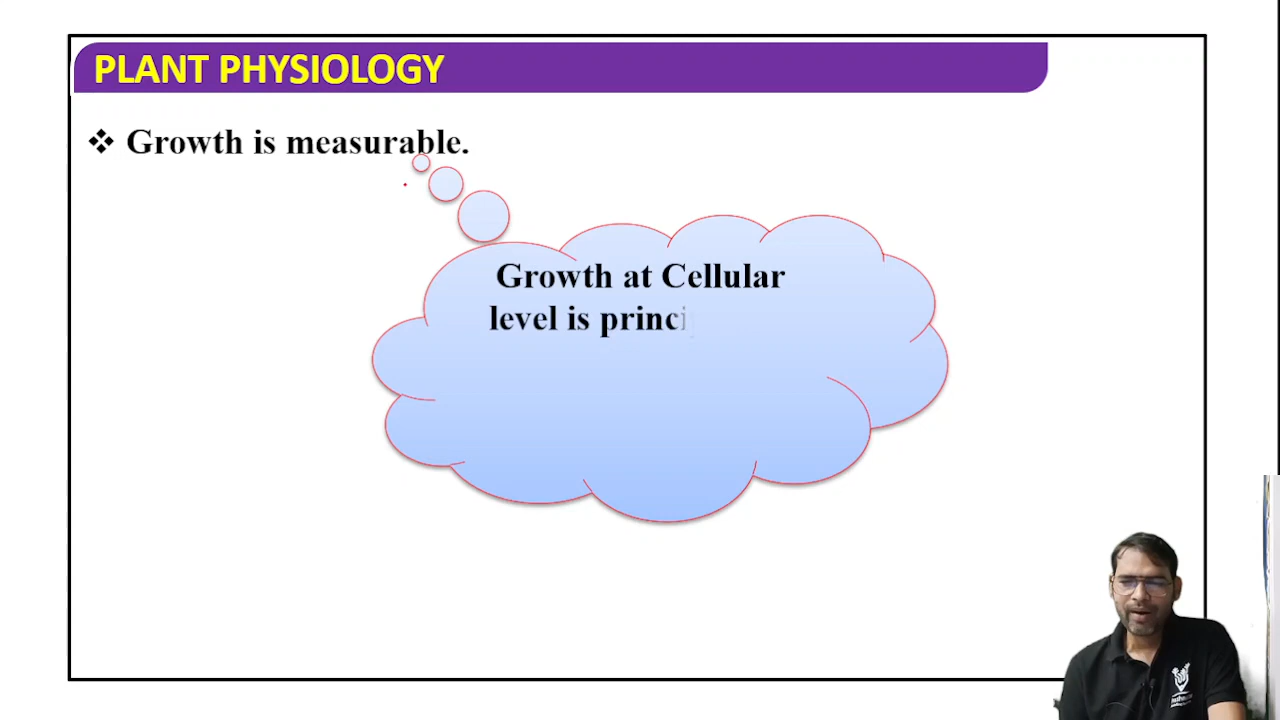 PLANT PHYSIOLOGY
❖ Growth is measurable.
Growth at Cellular
level is princi